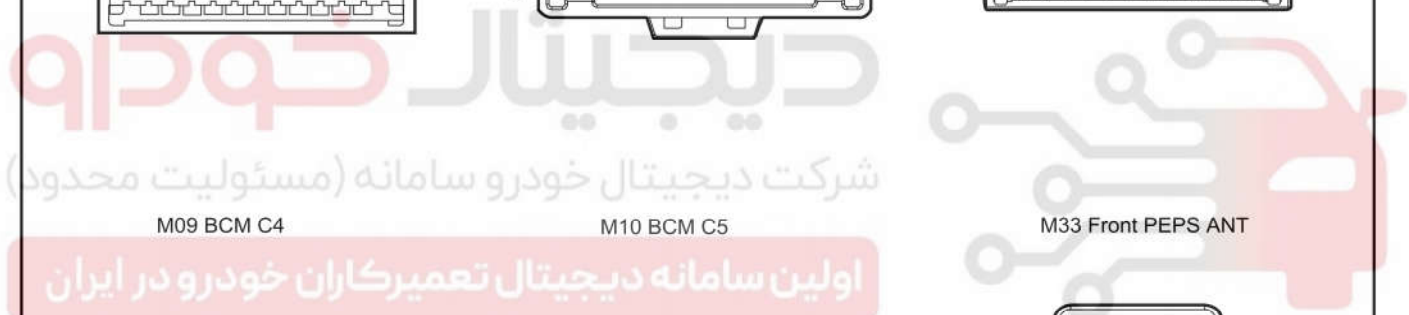 دیجیتال خودرو
شرکت دیجیتال خودرو سامانه (مسئولیت محدود)
M09 BCM C4
M10 BCM C5
M33 Front PEPS ANT
اولین سامانه دیجیتال تعمیرکاران خودرو در ایران